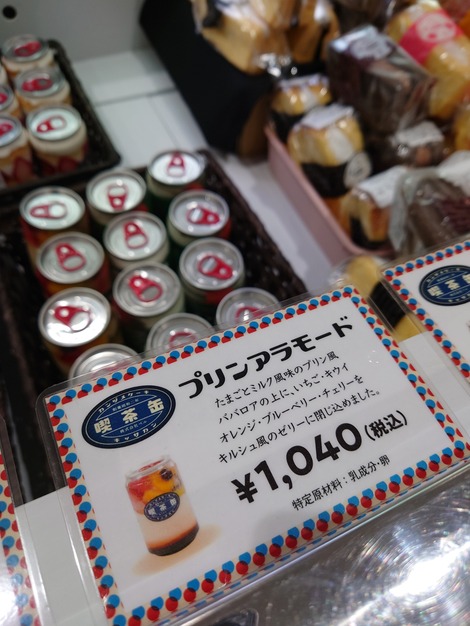 プリンアラモード
カンヅメケーキ
喫茶缶
キッサカン
たまごとミルク風味のプリン風
ババロアの上に、いちご・キウイ
オレンジ・ブルーベリー・チェリーを
キルシュ風のゼリーに閉じ込めました。
¥1,040(税込)
特定原材料：乳成分・卵